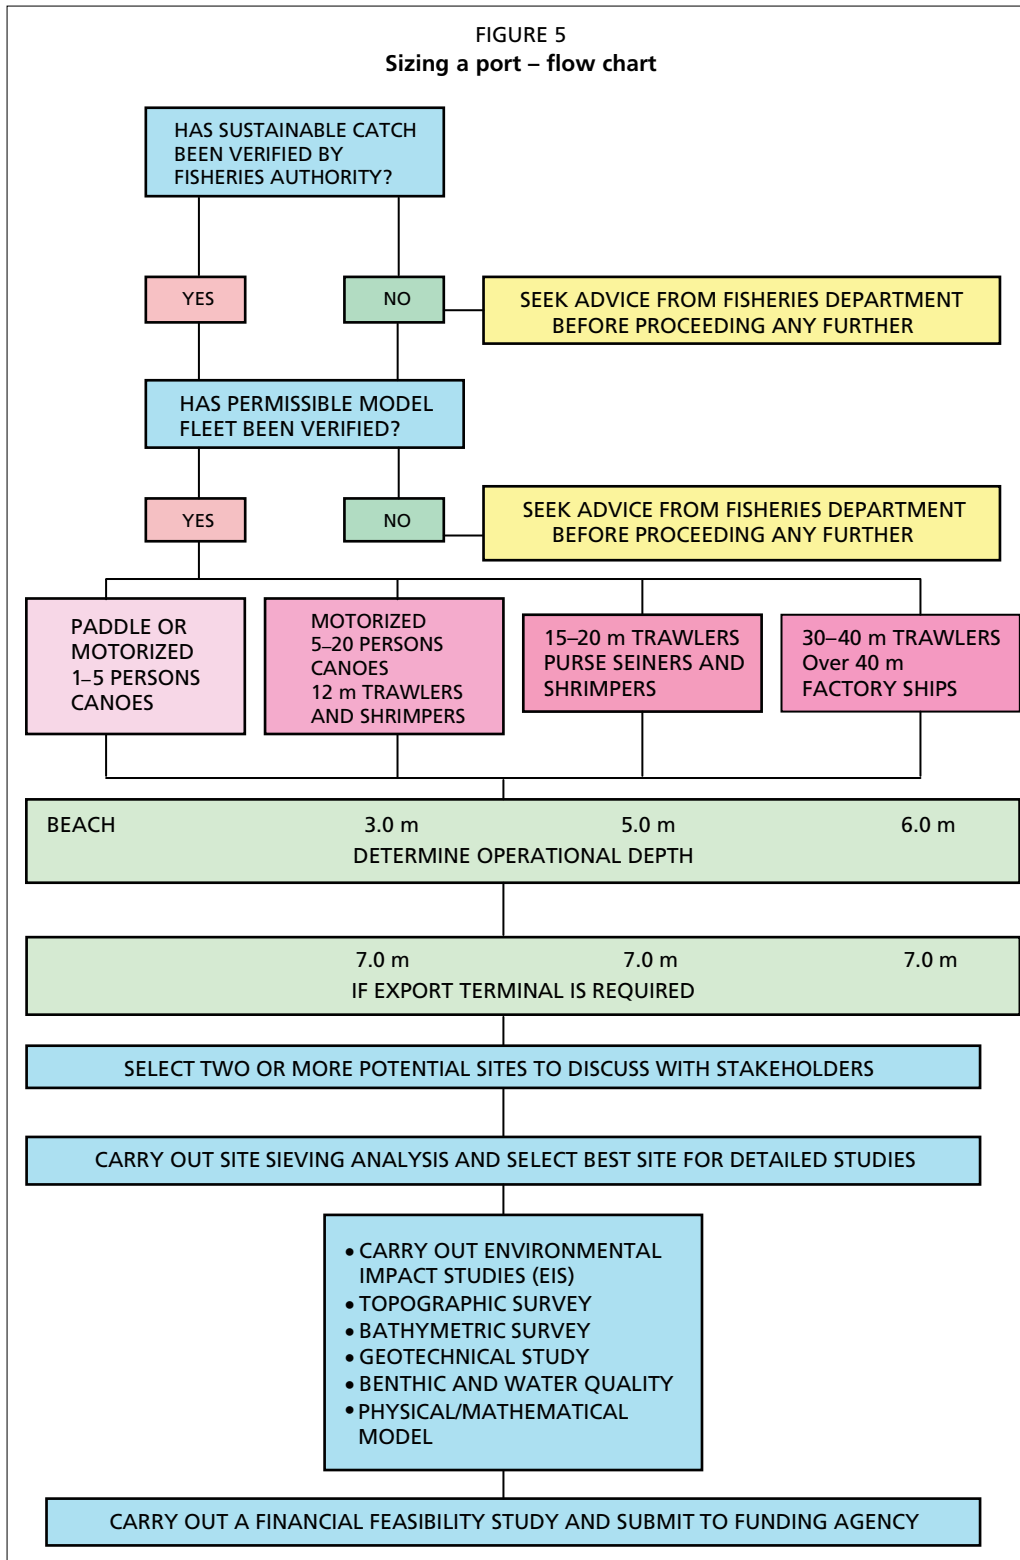 FIGURE 5
Sizing a port – flow chart
HAS SUSTAINABLE CATCH
BEEN VERIFIED BY
FISHERIES AUTHORITY?
YES
NO
SEEK ADVICE FROM FISHERIES DEPARTMENT
BEFORE PROCEEDING ANY FURTHER
HAS PERMISSIBLE MODEL
FLEET BEEN VERIFIED?
YES
NO
SEEK ADVICE FROM FISHERIES DEPARTMENT
BEFORE PROCEEDING ANY FURTHER
PADDLE OR
MOTORIZED
1–5 PERSONS
CANOES
MOTORIZED
5–20 PERSONS
CANOES
12 m TRAWLERS
AND SHRIMPERS
15–20 m TRAWLERS
PURSE SEINERS AND
SHRIMPERS
30–40 m TRAWLERS
Over 40 m
FACTORY SHIPS
BEACH 3.0 m 5.0 m 6.0 m
DETERMINE OPERATIONAL DEPTH
7.0 m 7.0 m 7.0 m
IF EXPORT TERMINAL IS REQUIRED
SELECT TWO OR MORE POTENTIAL SITES TO DISCUSS WITH STAKEHOLDERS
CARRY OUT SITE SIEVING ANALYSIS AND SELECT BEST SITE FOR DETAILED STUDIES
• CARRY OUT ENVIRONMENTAL
IMPACT STUDIES (EIS)
• TOPOGRAPHIC SURVEY
• BATHYMETRIC SURVEY
• GEOTECHNICAL STUDY
• BENTHIC AND WATER QUALITY
• PHYSICAL/MATHEMATICAL
MODEL
CARRY OUT A FINANCIAL FEASIBILITY STUDY AND SUBMIT TO FUNDING AGENCY